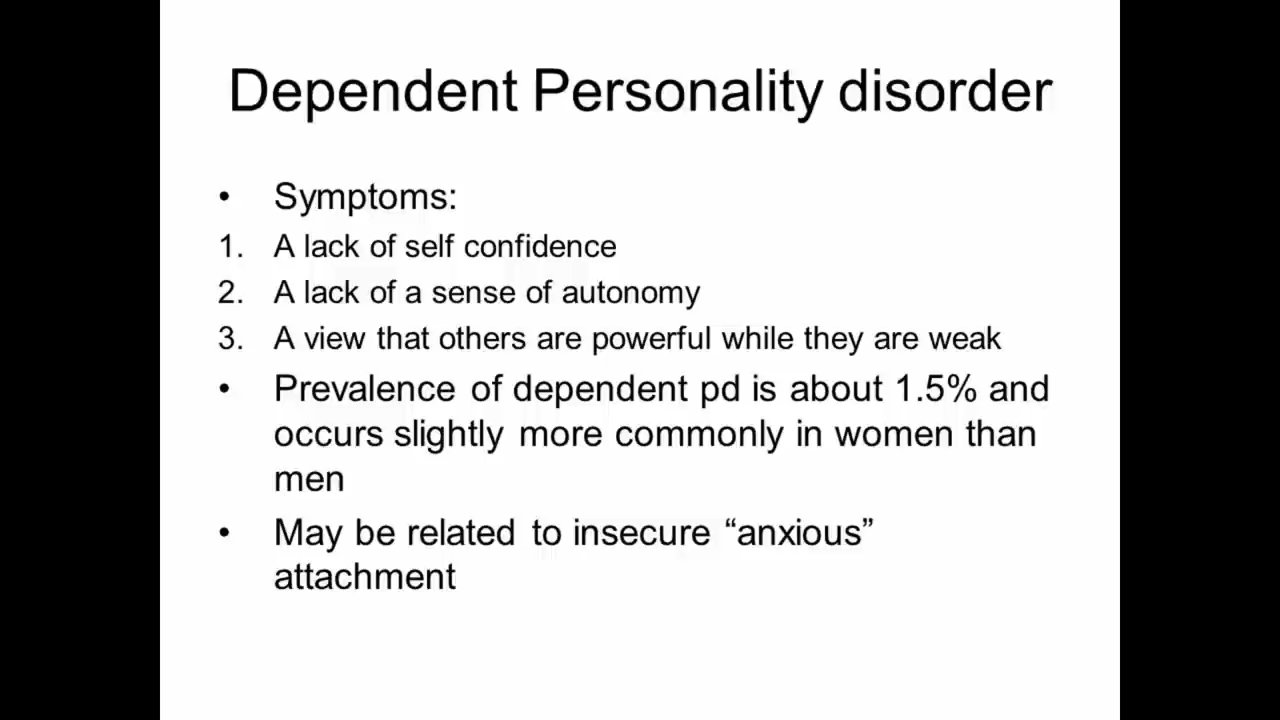 Dependent Personality disorder
• Symptoms:
1. A lack of self confidence
2. A lack of a sense of autonomy
3. A view that others are powerful while they are weak
• Prevalence of dependent pd is about 1.5% and
occurs slightly more commonly in women than
men
• May be related to insecure “anxious”
attachment